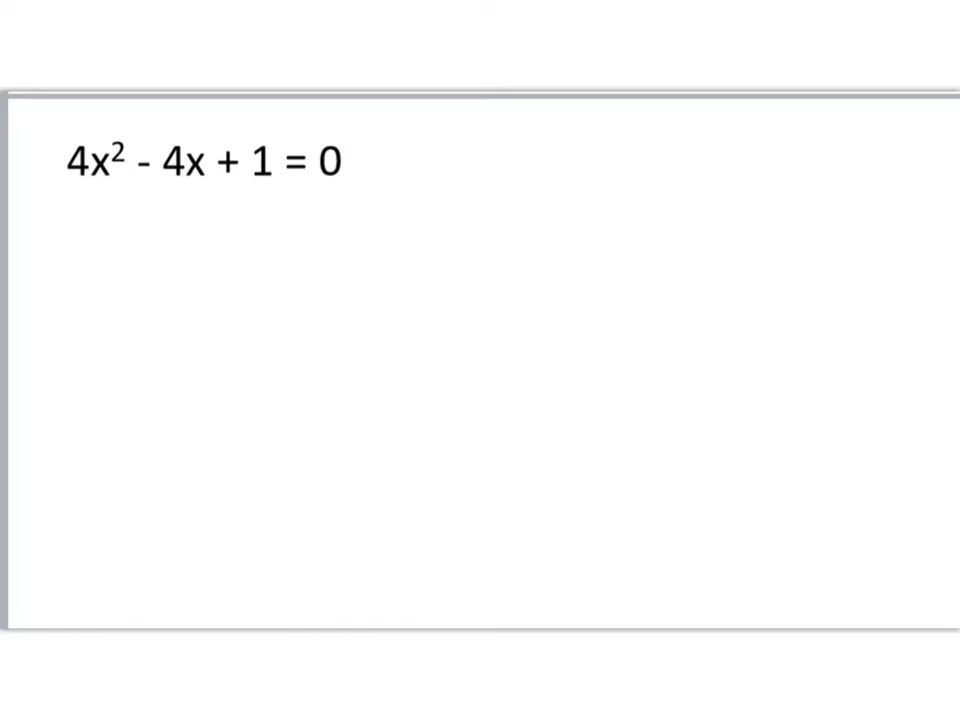 4x² - 4x + 1 = 0